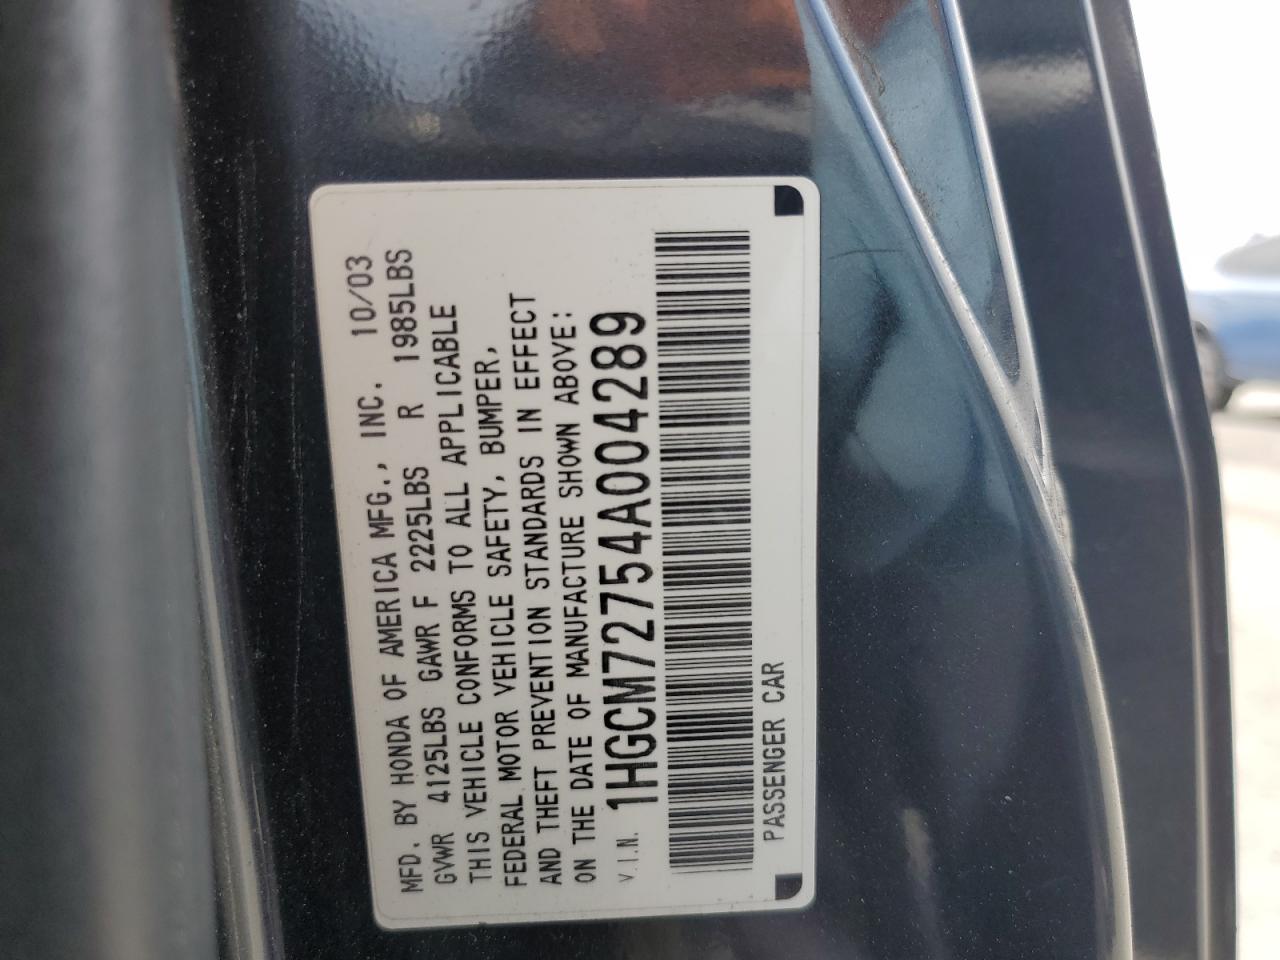 MFD. BY HONDA OF AMERICA MFG., INC. 10/03
GVWR 4125LBS GAWR F 2225LBS R 1985LBS
THIS VEHICLE CONFORMS TO ALL APPLICABLE
FEDERAL MOTOR VEHICLE SAFETY, BUMPER,
AND THEFT PREVENTION STANDARDS IN EFFECT
ON THE DATE OF MANUFACTURE SHOWN ABOVE:
V.I.N. 1HGCM72754A004289
PASSENGER CAR